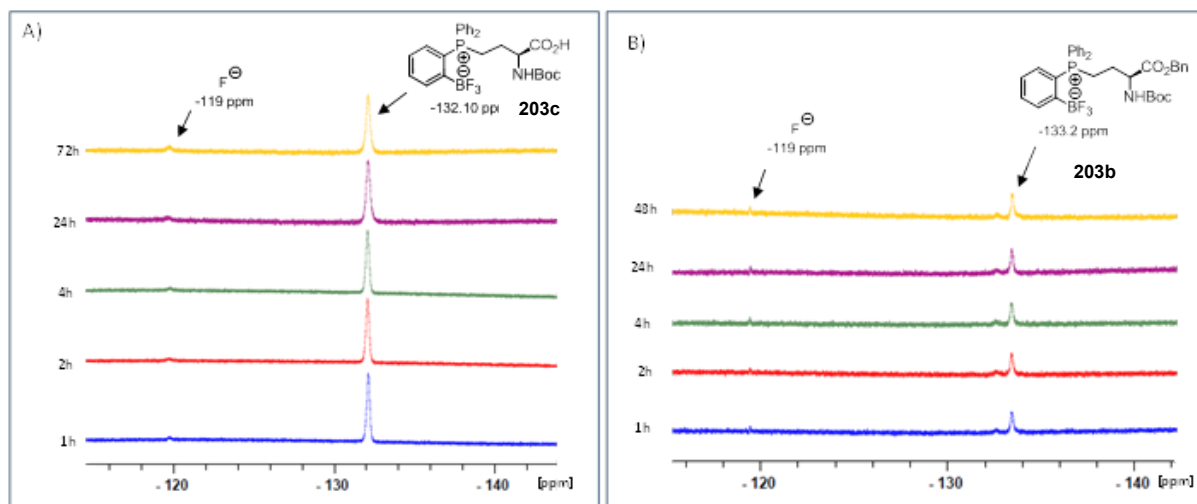 A)
Ph₂
P
⊕
CO₂H
⊖
BF₃
NHBoc
F⊖
-119 ppm
-132.10 pp
203c
72h
24h
4h
2h
1h
- 120
- 130
- 140
[ppm]
B)
Ph₂
P
⊕
CO₂Bn
⊖
BF₃
NHBoc
F⊖
-119 ppm
-133.2 ppm
203b
48h
24h
4h
2h
1h
- 120
- 130
- 140
[ppm]